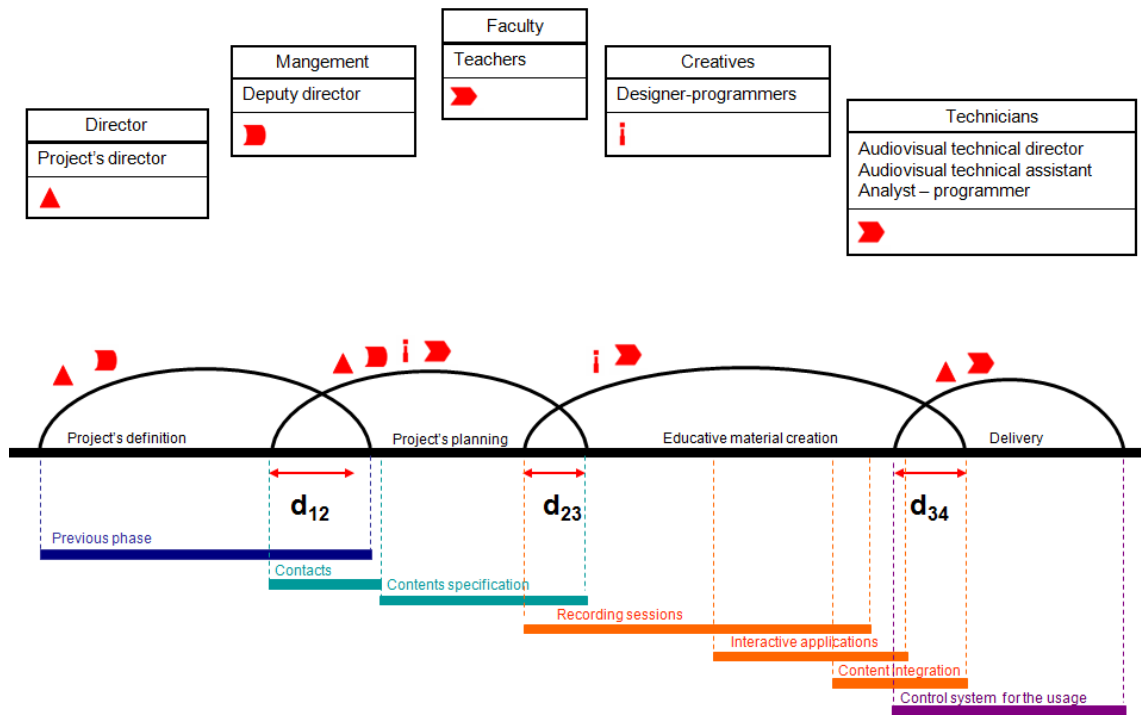 Faculty
Teachers
Mangement
Deputy director
Creatives
Designer-programmers
Director
Project's director
Technicians
Audiovisual technical director
Audiovisual technical assistant
Analyst – programmer
Project's definition
Project's planning
Educative material creation
Delivery
d12
d23
d34
Previous phase
Contacts
Contents specification
Recording sessions
Interactive applications
Content integration
Control system for the usage